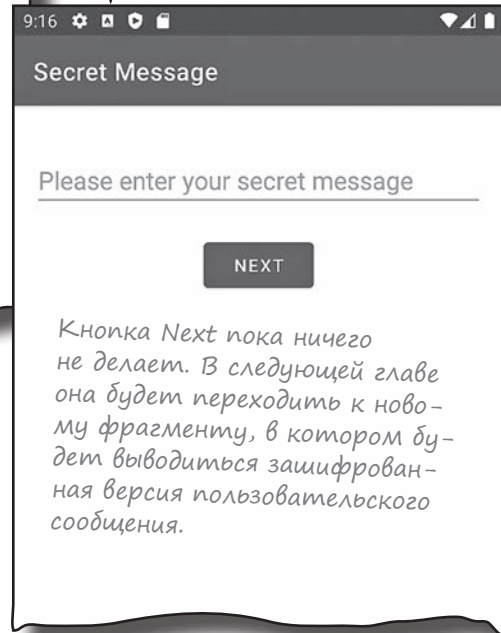 9:16
Secret Message
Please enter your secret message
NEXT
Кнопка Next пока ничего
не делает. В следующей главе
она будет переходить к ново-
му фрагменту, в котором бу-
дет выводиться зашифрован-
ная версия пользовательского
сообщения.